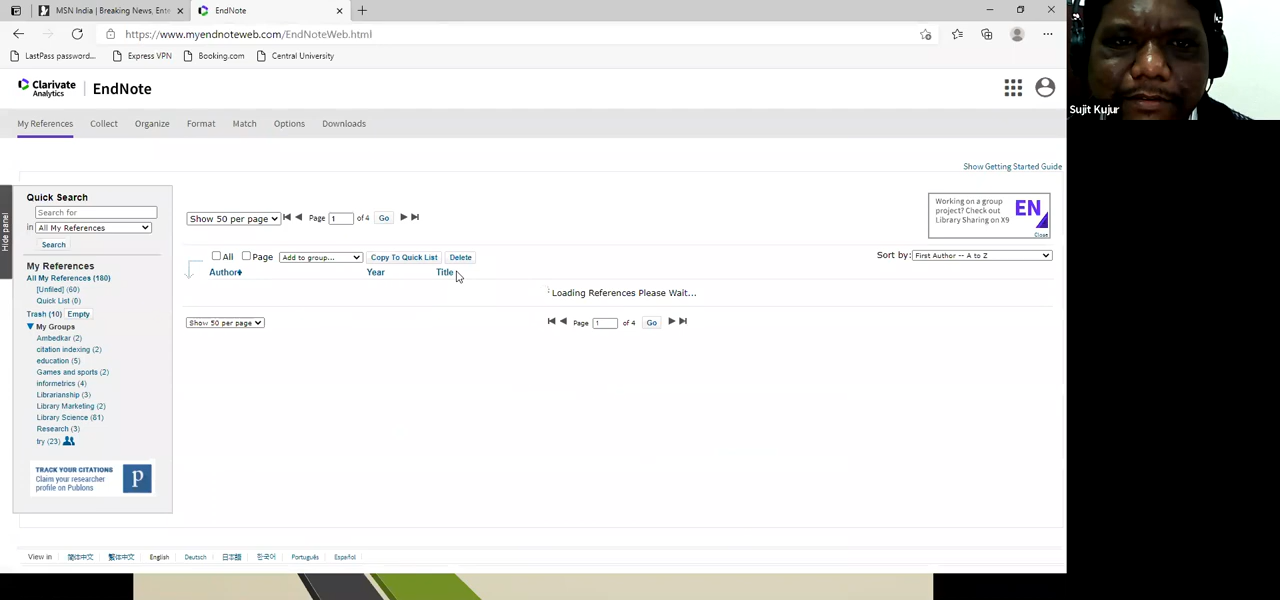 MSN India | Breaking News, Ente
EndNote
https://www.myendnoteweb.com/EndNoteWeb.html
LastPass password...
Express VPN
Booking.com
Central University
Clarivate
Analytics
EndNote
My References
Collect
Organize
Format
Match
Options
Downloads
Show Getting Started Guide
Hide panel
Quick Search
Search for
in All My References
Search
My References
All My References (180)
[Unfiled] (60)
Quick List (0)
Trash (10) Empty
My Groups
Ambedkar (2)
citation indexing (2)
education (5)
Games and sports (2)
informetrics (4)
Librarianship (3)
Library Marketing (2)
Library Science (81)
Research (3)
try (23)
TRACK YOUR CITATIONS
Claim your researcher
profile on Publons
p
Show 50 per page
Page 1 of 4 Go
Working on a group
project? Check out
Library Sharing on X9
EN
Close
All Page Add to group... Copy To Quick List Delete
Sort by: First Author -- A to Z
Author Year Title
Loading References Please Wait...
Show 50 per page
Page 1 of 4 Go
View in 简体中文 繁體中文 English Deutsch 日本語 한국어 Português Español
Sujit Kujur